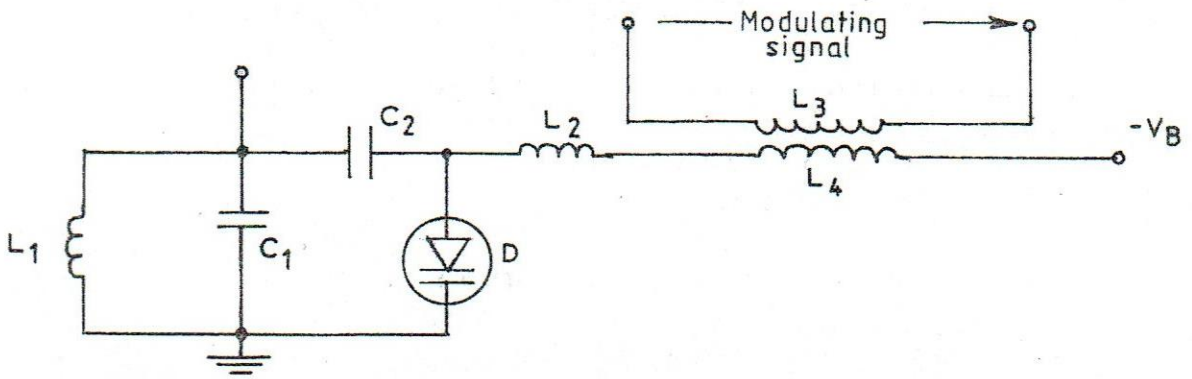 Modulating
signal
L3
C2
L2
-VB
L4
L1
C1
D